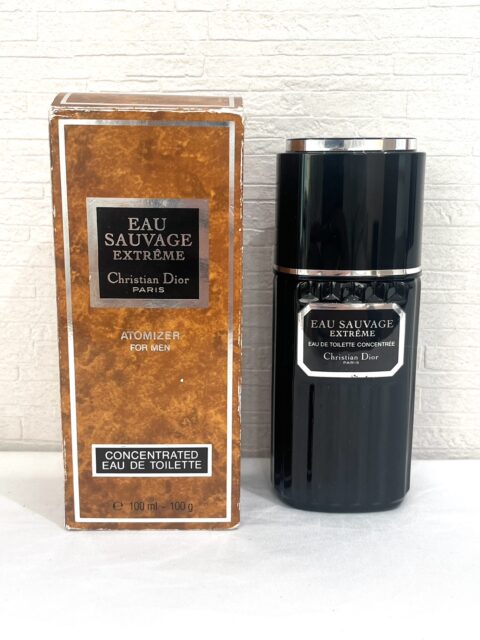 EAU
SAUVAGE
EXTRÊME
Christian Dior
PARIS
ATOMIZER
FOR MEN
CONCENTRATED
EAU DE TOILETTE
℮ 100 ml - 100 g
EAU SAUVAGE
EXTRÊME
EAU DE TOILETTE CONCENTRÉE
Christian Dior
PARIS